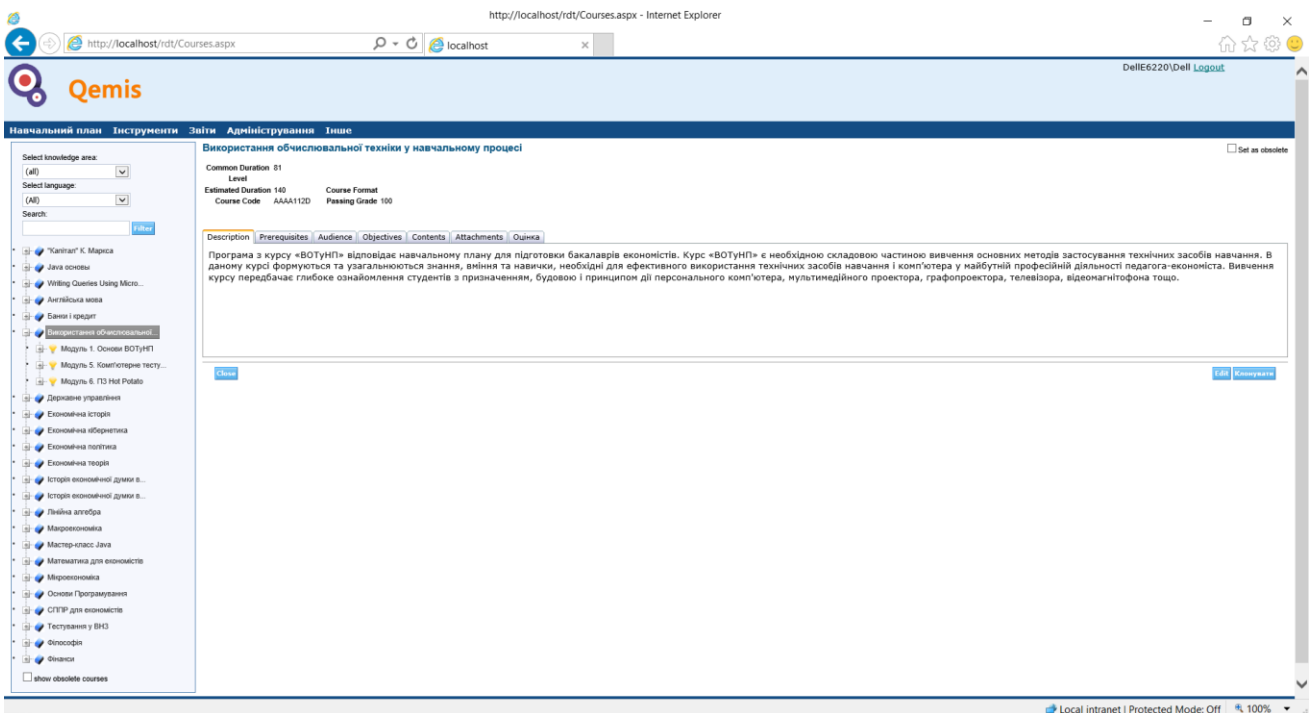 http://localhost/rdt/Courses.aspx - Internet Explorer
http://localhost/rdt/Courses.aspx
localhost
DellE6220\Dell Logout
Qemis
Навчальний план Інструменти Звіти Адміністрування Інше
Select knowledge area:
(all)
Select language:
(All)
Search:
Filter
"Капітал" К. Маркса
Java основы
Writing Queries Using Micro...
Англійська мова
Банки і кредит
Використання обчислювальної...
Модуль 1. Основи ВОТуНП
Модуль 5. Комп'ютерне тесту...
Модуль 6. ПЗ Hot Potato
Державне управління
Економічна історія
Економічна кібернетика
Економічна політика
Економічна теорія
Історія економічної думки в...
Історія економічної думки в...
Лінійна алгебра
Макроекономіка
Мастер-класс Java
Математика для економістів
Мікроекономіка
Основи Програмування
СППР для економістів
Тестування у ВНЗ
Філософія
Фінанси
show obsolete courses
Використання обчислювальної техніки у навчальному процесі
Set as obsolete
Common Duration 81
Level
Estimated Duration 140 Course Format
Course Code AAAA112D Passing Grade 100
Description Prerequisites Audience Objectives Contents Attachments Оцінка
Програма з курсу «ВОТуНП» відповідає навчальному плану для підготовки бакалаврів економістів. Курс «ВОТуНП» є необхідною складовою частиною вивчення основних методів застосування технічних засобів навчання. В
даному курсі формуються та узагальнюються знання, вміння та навички, необхідні для ефективного використання технічних засобів навчання і комп'ютера у майбутній професійній діяльності педагога-економіста. Вивчення
курсу передбачає глибоке ознайомлення студентів з призначенням, будовою і принципом дії персонального комп'ютера, мультимедійного проектора, графопроектора, телевізора, відеомагнітофона тощо.
Close
Edit Клонувати
Local intranet | Protected Mode: Off 100%